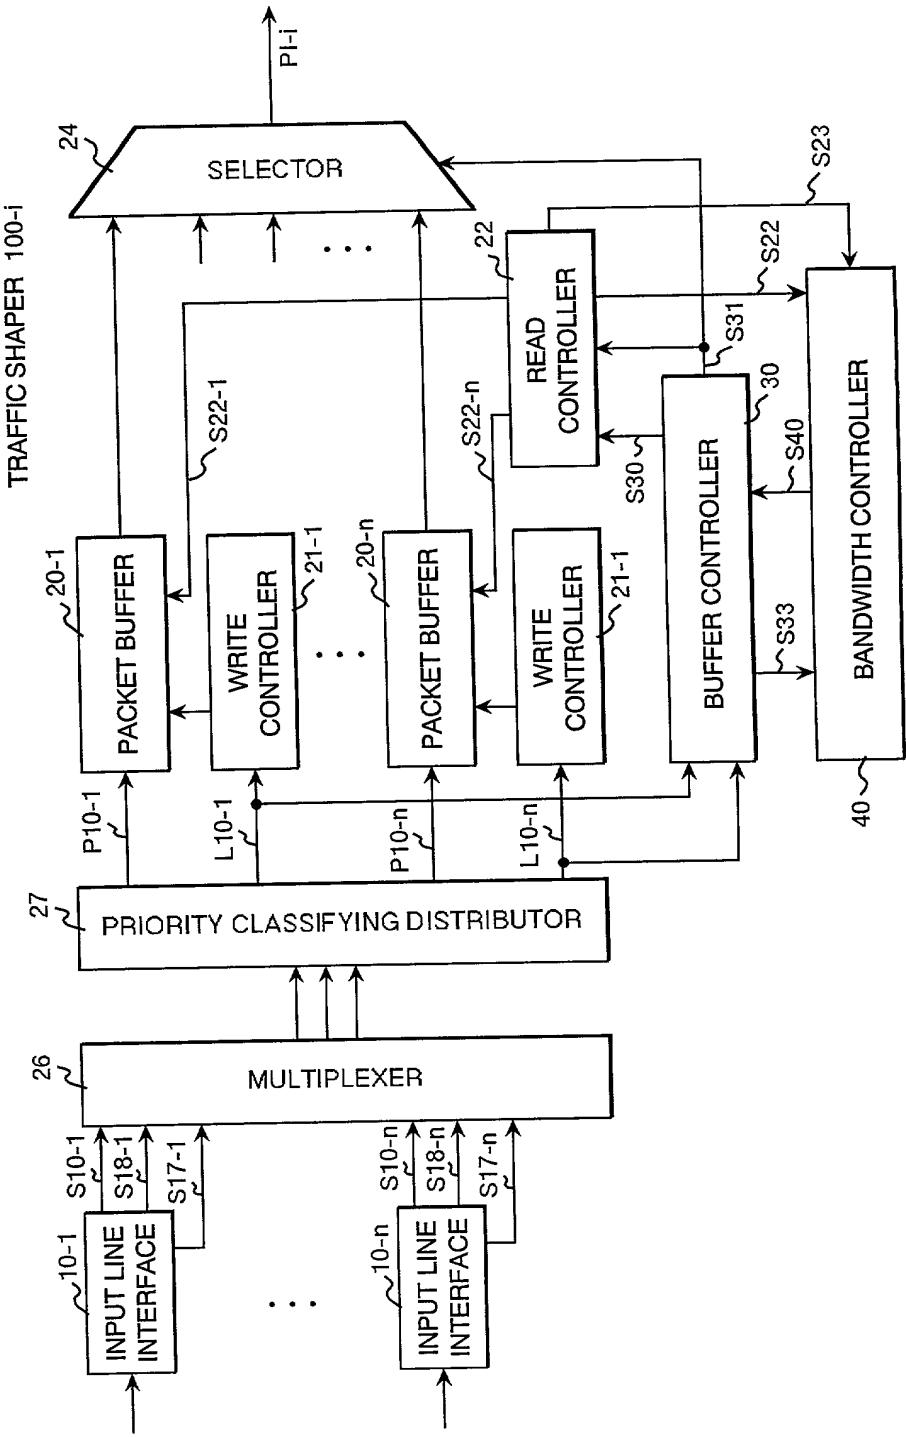 TRAFFIC SHAPER 100-i
10-1
INPUT LINE
INTERFACE
S10-1
S18-1
S17-1
10-n
INPUT LINE
INTERFACE
S10-n
S18-n
S17-n
26
MULTIPLEXER
27
PRIORITY CLASSIFYING DISTRIBUTOR
P10-1
L10-1
P10-n
L10-n
20-1
PACKET BUFFER
WRITE
CONTROLLER
21-1
20-n
PACKET BUFFER
WRITE
CONTROLLER
21-1
S22-1
S22-n
22
READ
CONTROLLER
S30
S31
30
BUFFER CONTROLLER
S33
S40
S22
S23
BANDWIDTH CONTROLLER
40
24
SELECTOR
PI-i